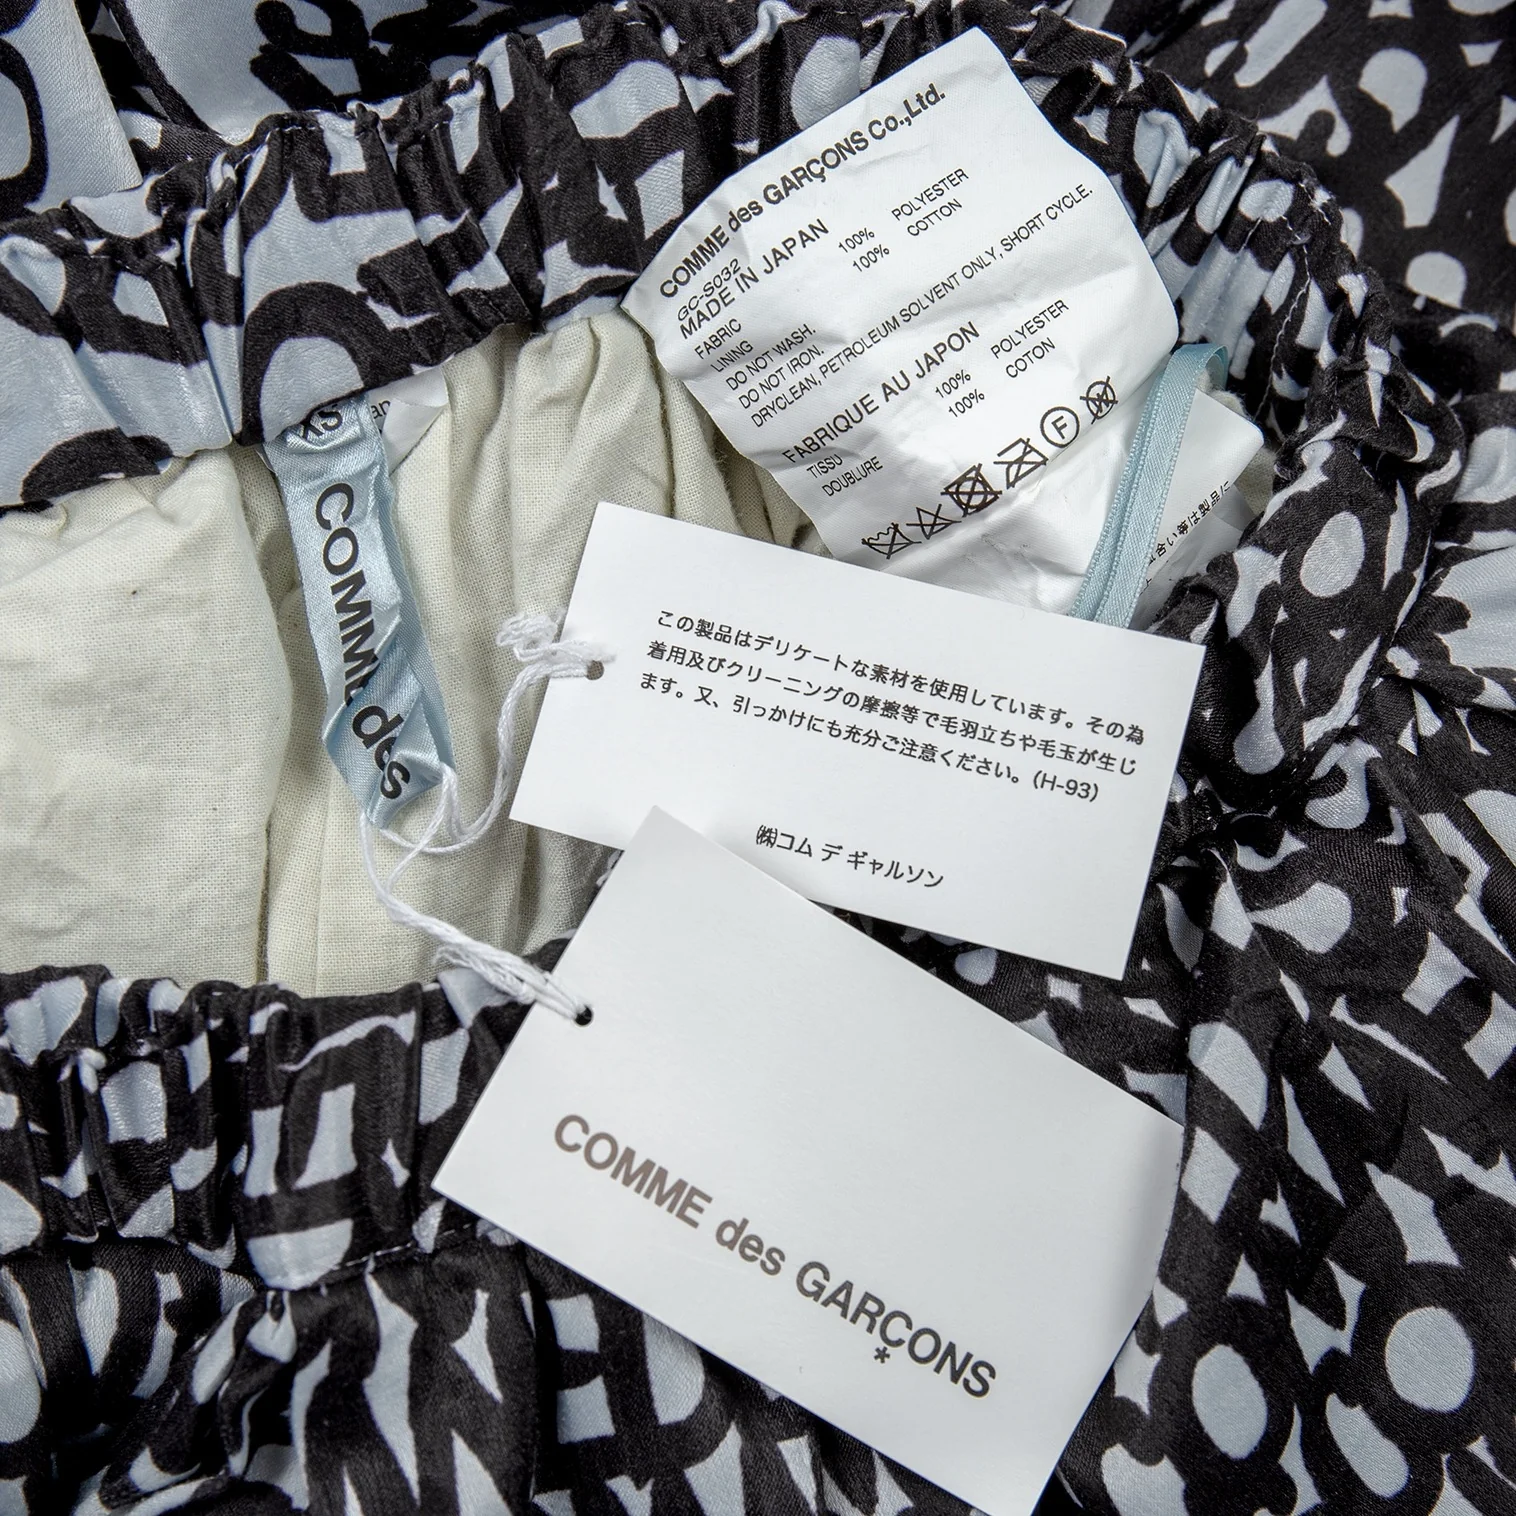 COMME des GARÇONS Co.,Ltd.
GC-S032
MADE IN JAPAN
FABRIC 100% POLYESTER
LINING 100% COTTON
DO NOT WASH.
DO NOT IRON.
DRYCLEAN, PETROLEUM SOLVENT ONLY, SHORT CYCLE.
FABRIQUE AU JAPON
TISSU 100% POLYESTER
DOUBLURE 100% COTON
F
XS
COMME des
この製品はデリケートな素材を使用しています。その為
着用及びクリーニングの摩擦等で毛羽立ちや毛玉が生じ
ます。又、引っかけにも充分ご注意ください。(H-93)
㈱コム デ ギャルソン
COMME des GARÇONS
*